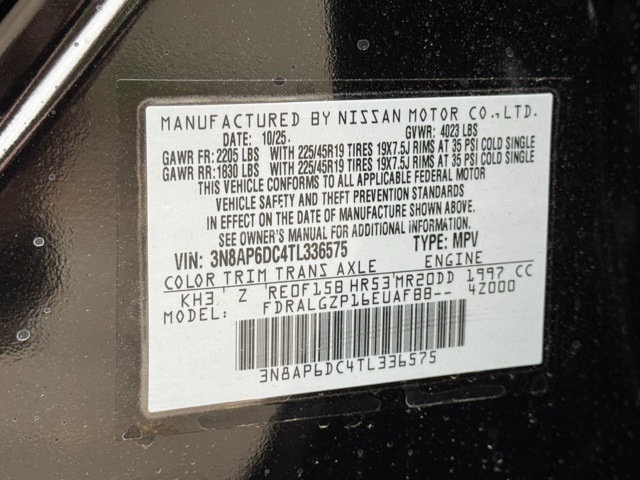 MANUFACTURED BY NISSAN MOTOR CO.,LTD.
DATE: 10/25. GVWR: 4023 LBS
GAWR FR: 2205 LBS WITH 225/45R19 TIRES 19X7.5J RIMS AT 35 PSI COLD SINGLE
GAWR RR: 1830 LBS WITH 225/45R19 TIRES 19X7.5J RIMS AT 35 PSI COLD SINGLE
THIS VEHICLE CONFORMS TO ALL APPLICABLE FEDERAL MOTOR
VEHICLE SAFETY AND THEFT PREVENTION STANDARDS
IN EFFECT ON THE DATE OF MANUFACTURE SHOWN ABOVE.
SEE OWNER'S MANUAL FOR ADDITIONAL INFORMATION.
VIN: 3N8AP6DC4TL336575 TYPE: MPV
COLOR TRIM TRANS AXLE ENGINE
KH3 Z RE0F15B HR53 MR20DD 1997 CC
MODEL: FDRALGZP16EUAFBB-- 42000
3N8AP6DC4TL336575